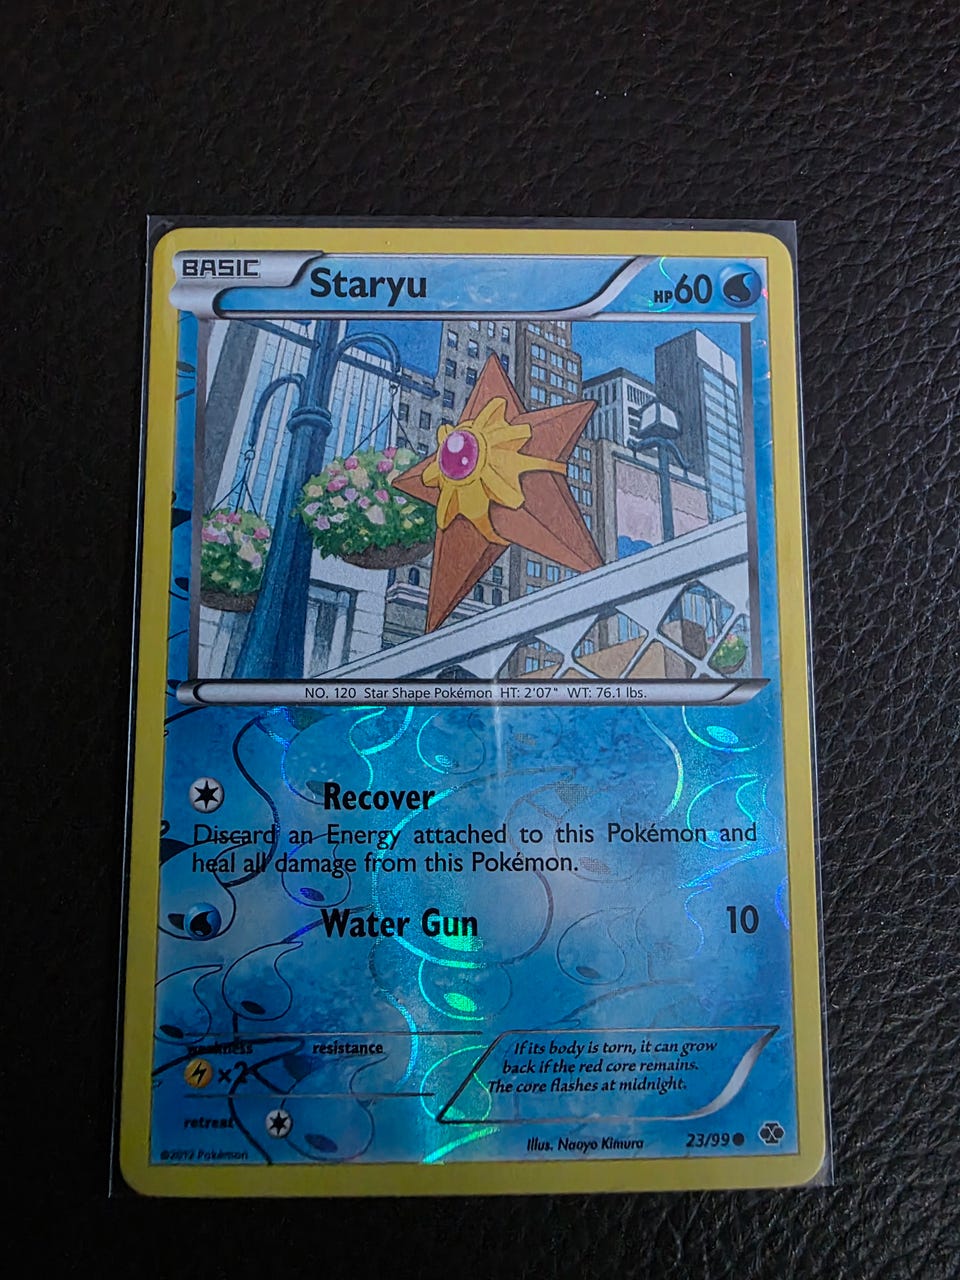 BASIC Staryu HP60
NO. 120 Star Shape Pokémon HT: 2'07" WT: 76.1 lbs.
Recover
Discard an Energy attached to this Pokémon and
heal all damage from this Pokémon.
Water Gun 10
weakness resistance
×2
If its body is torn, it can grow
back if the red core remains.
The core flashes at midnight.
retreat
Illus. Naoyo Kimura 23/99
©2012 Pokémon